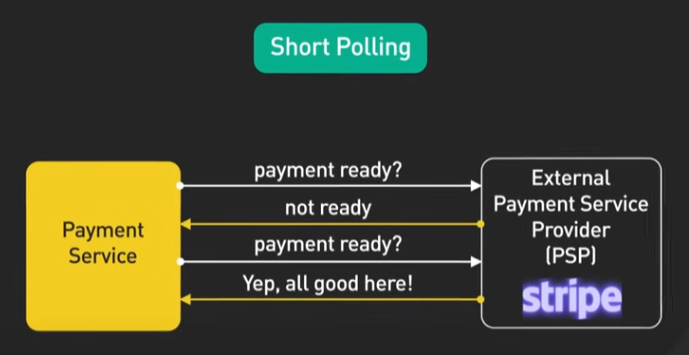 Short Polling
payment ready?
not ready
payment ready?
Yep, all good here!
Payment
Service
External
Payment Service
Provider
(PSP)
stripe